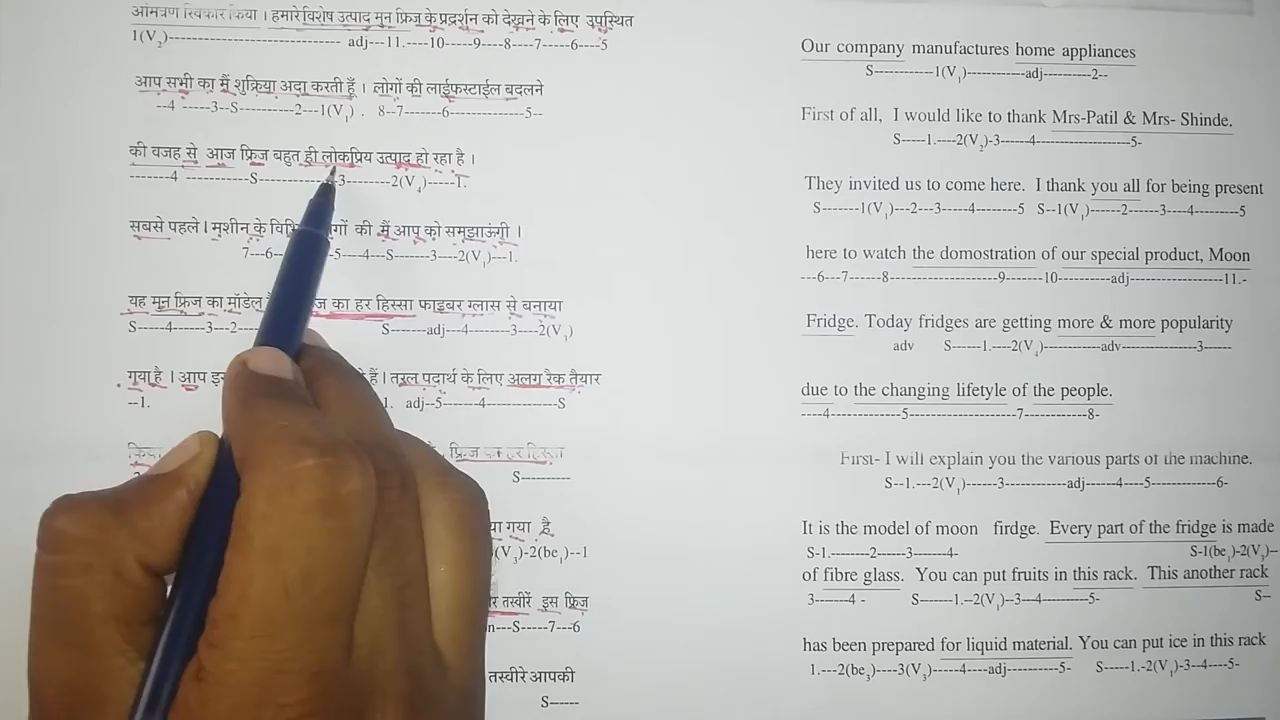 आंमत्रण स्विकार किया । हमारे विशेष उत्पाद मुन फ्रिज के प्रदर्शन को देखने के लिए उपस्थित
1(V2)------------------------------ adj---11.----10-----9----8----7-----6----5
आप सभी का मैं शुक्रिया अदा करती हूँ । लोगों की लाईफस्टाईल बदलने
--4 -----3--S----------2---1(V1) . 8--7-------6-------------5--
की वजह से आज फ्रिज बहुत ही लोकप्रिय उत्पाद हो रहा है ।
-------4 -----------S------------3--------2(V4)-----1.
सबसे पहले । मुशीन के की मैं आप को समझाऊंगी ।
7---6-- -5----4---S-------3----2(V1)---1.
यह मुन फ्रिज का मॉडेल का हर हिस्सा फाइबर ग्लास से बनाया
S-----4------3---2---- S-------adj---4--------3----2(V3)
गया है । आप हैं । तरल पदार्थ के लिए अलग रैक तैयार
--1. 1. adj--5-------4-------------S
फ्रिज का हर हिस्सा
S----------
गया है
(V3)-2(be1)--1
तस्वीरें इस फ्रिज
n---S-----7---6
तस्वीरे आपकी
S------
Our company manufactures home appliances
S-----------1(V1)-----------adj---------2--
First of all, I would like to thank Mrs-Patil & Mrs- Shinde.
S-----1.----2(V2)-3-----4---------------------5-
They invited us to come here. I thank you all for being present
S-------1(V1)---2---3-----4---------5 S--1(V1)------2-----3----4--------5
here to watch the domostration of our special product, Moon
---6---7------8-----------------------9-------10----------adj--------------------11.-
Fridge. Today fridges are getting more & more popularity
adv S------1.----2(V4)------------adv---------------3------
due to the changing lifetyle of the people.
----4-------------5----------------------7-----------8-
First- I will explain you the various parts of the machine.
S--1.---2(V1)------3------------adj------4----5-------------6-
It is the model of moon firdge. Every part of the fridge is made
S-1.--------2------3-------4- S-1(be1)-2(V3)--
of fibre glass. You can put fruits in this rack. This another rack
3-------4 - S-------1.--2(V1)--3---4----------5- S--
has been prepared for liquid material. You can put ice in this rack
1.---2(be3)----3(V3)-----4----adj----------5- S-----1.-2(V1)-3--4----5-